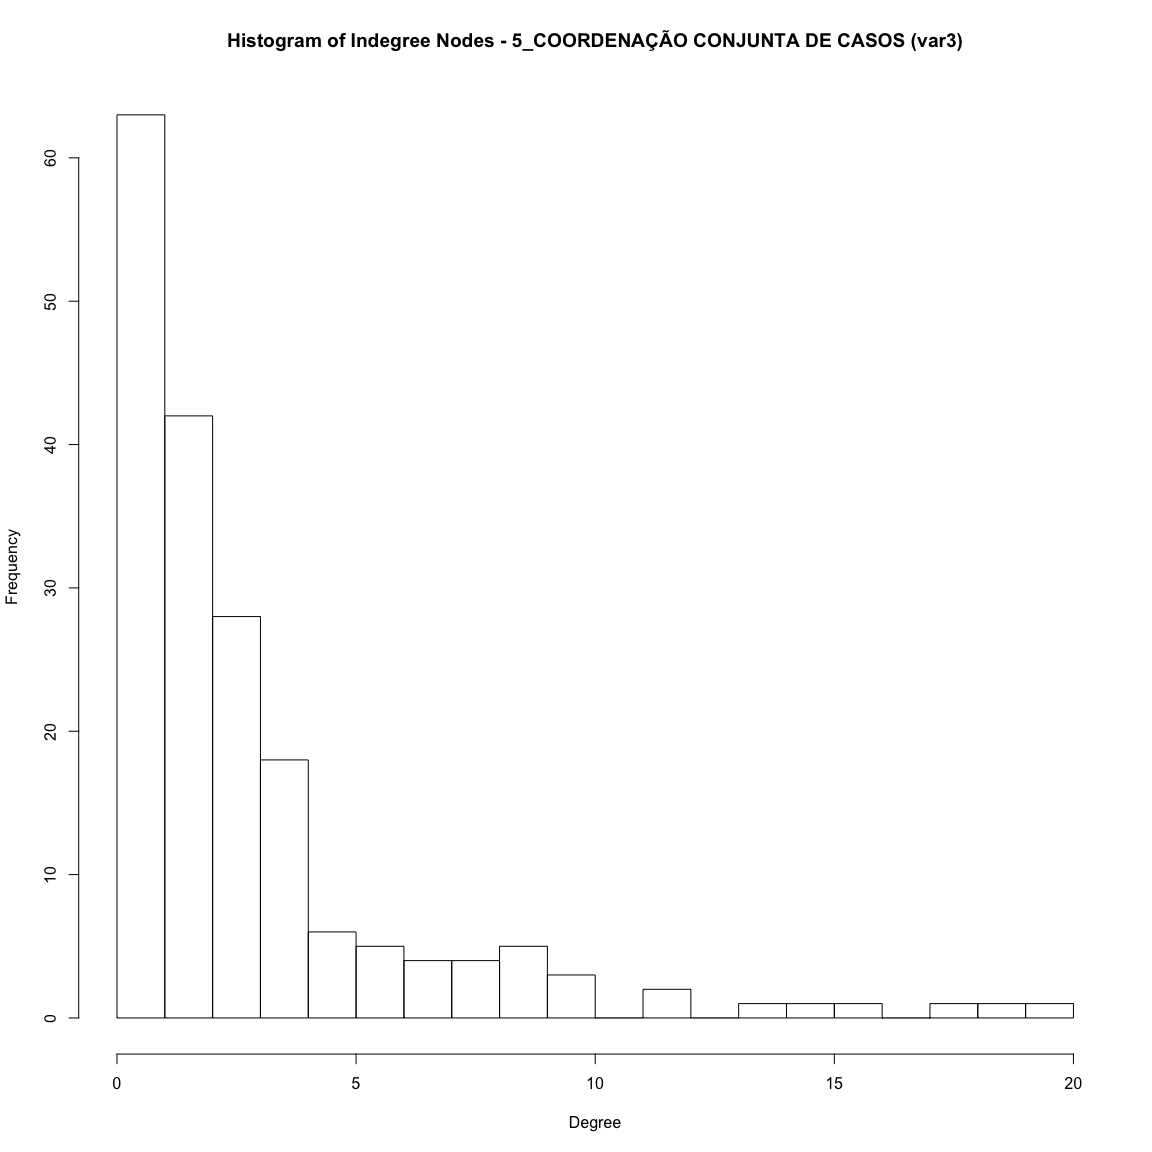 Histogram of Indegree Nodes - 5_COORDENAÇÃO CONJUNTA DE CASOS (var3)
Frequency
60
50
40
30
20
10
0
0 5 10 15 20
Degree